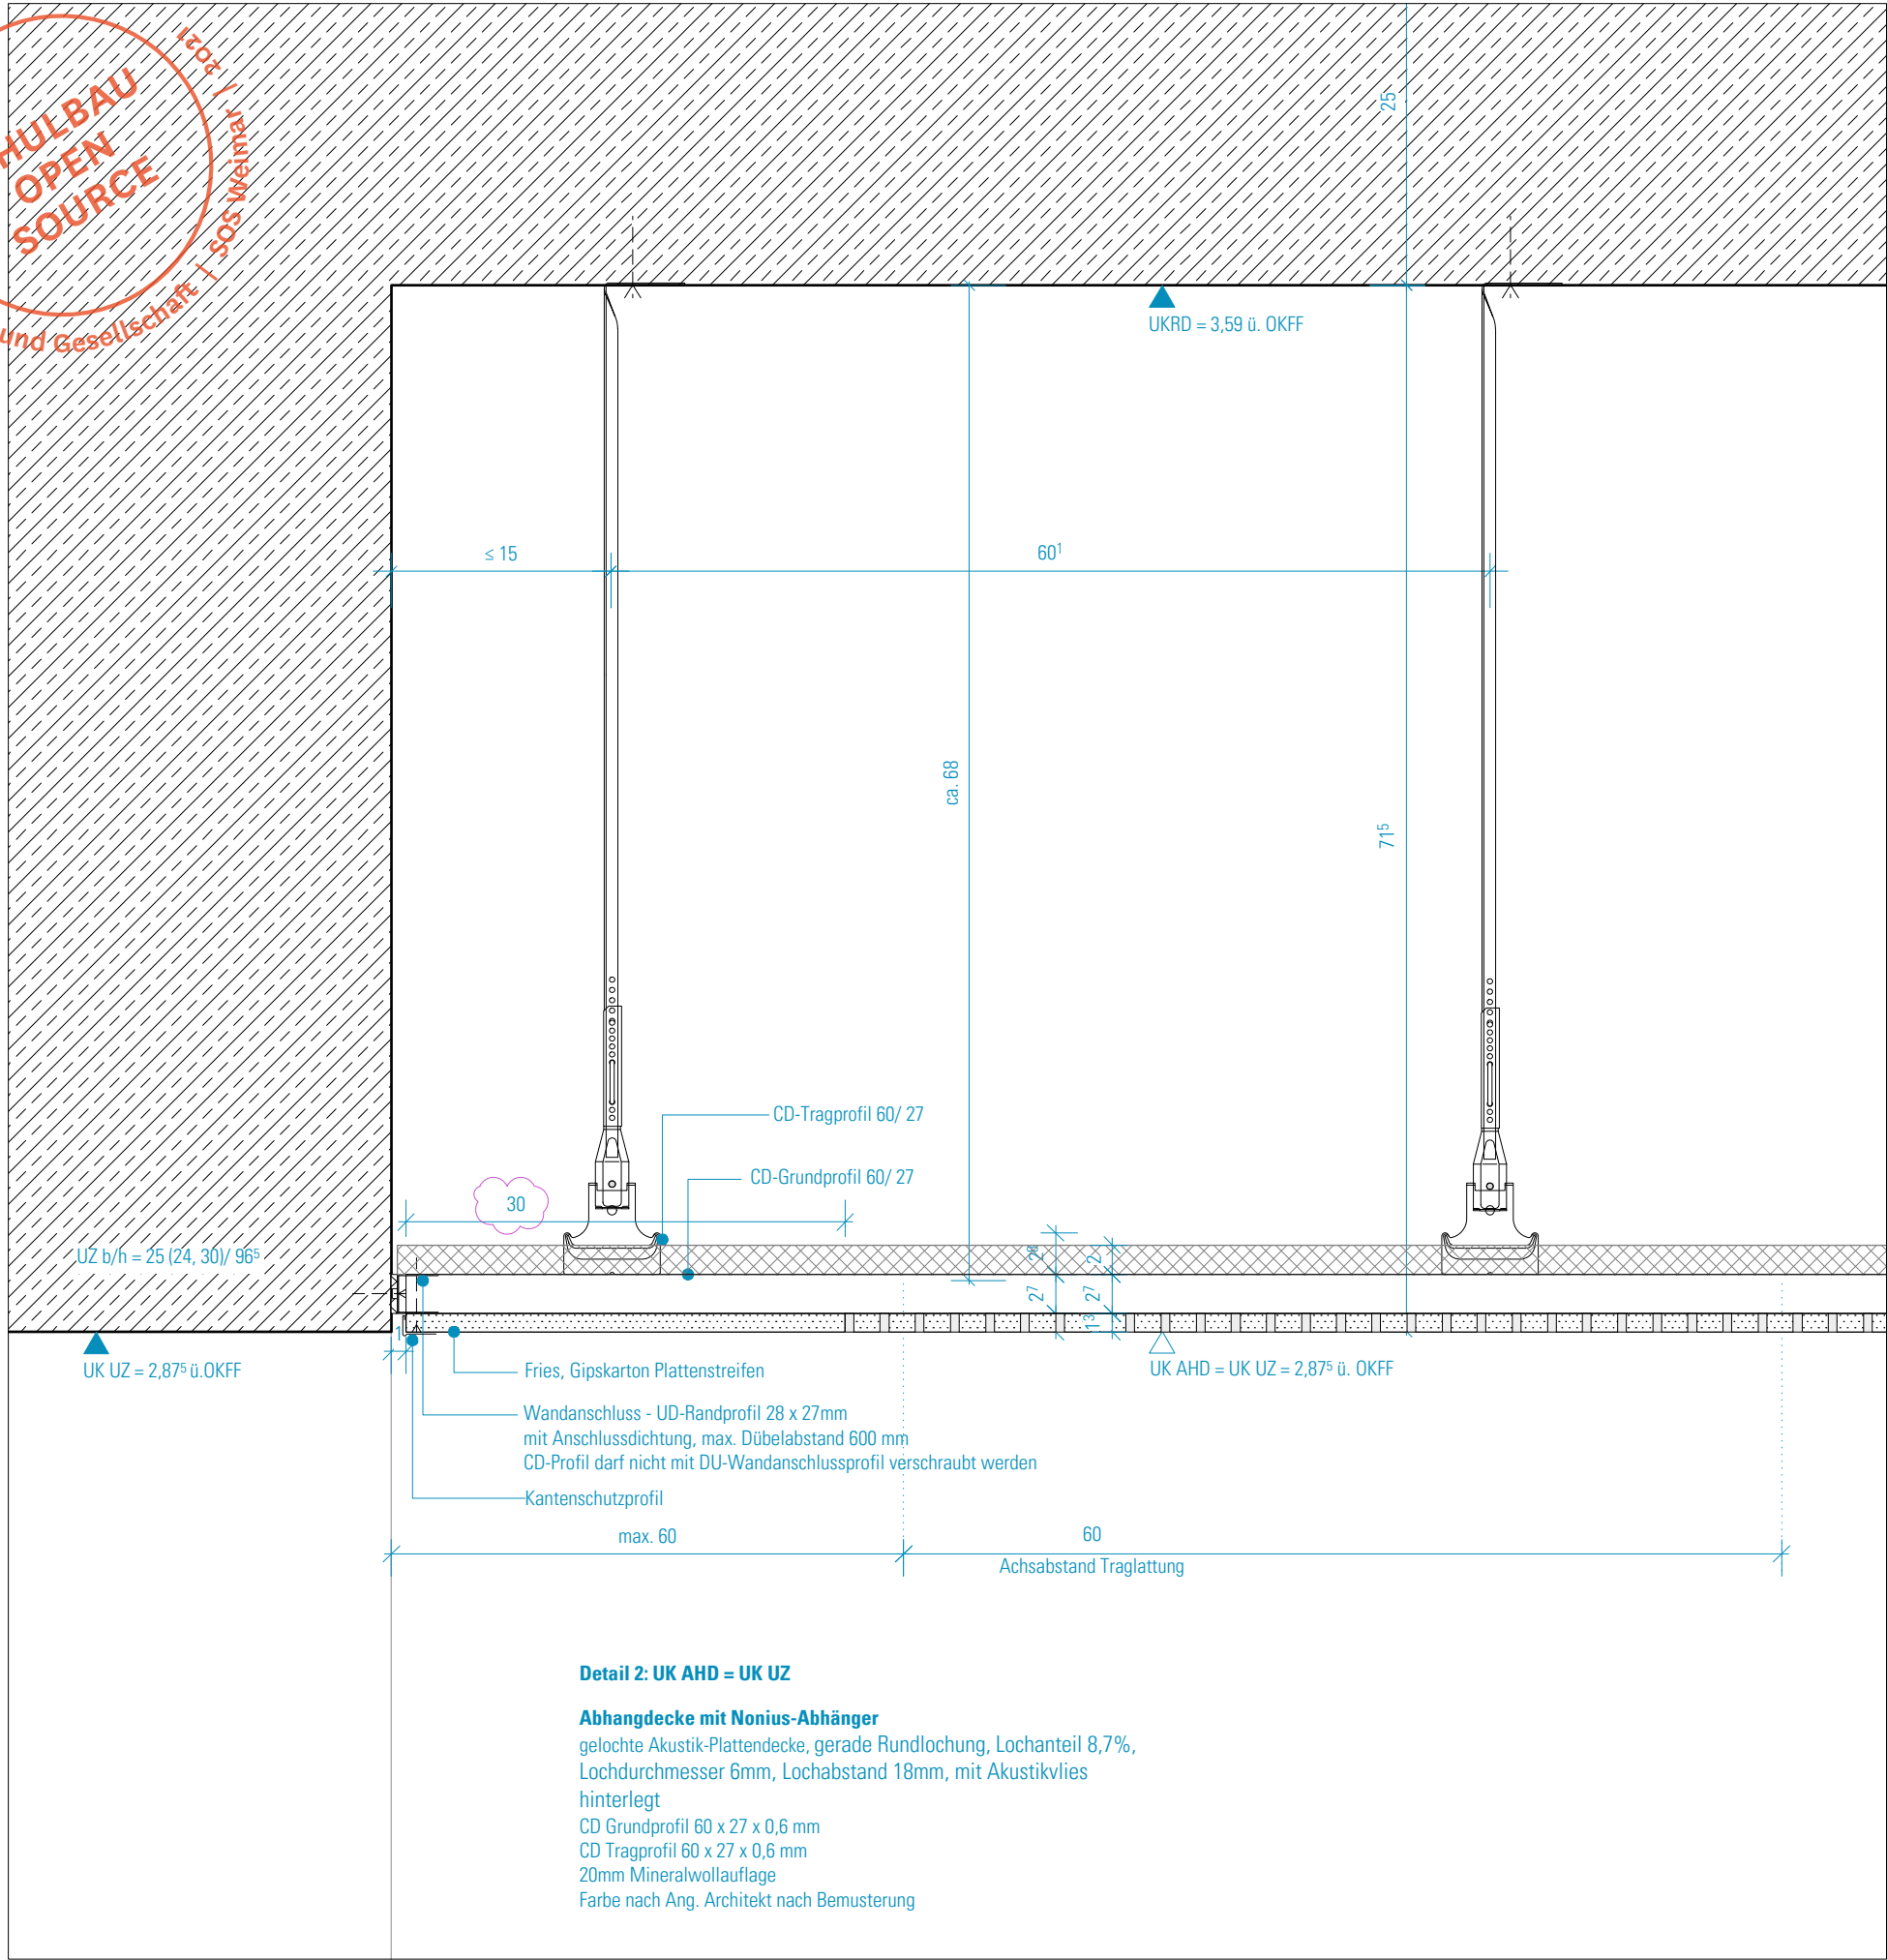 2021
HULBAU
OPEN
SOURCE
und Gesellschaft | SOS Weimar | 2021
25
UKRD = 3,59 ü. OKFF
≤ 15
60¹
ca. 68
71⁵
CD-Tragprofil 60/ 27
CD-Grundprofil 60/ 27
30
UZ b/h = 25 (24, 30)/ 96⁵
2⁸
2
2⁷
2⁷
1³
1
UK UZ = 2,87⁵ ü.OKFF
UK AHD = UK UZ = 2,87⁵ ü. OKFF
Fries, Gipskarton Plattenstreifen
Wandanschluss - UD-Randprofil 28 x 27mm
mit Anschlussdichtung, max. Dübelabstand 600 mm
CD-Profil darf nicht mit DU-Wandanschlussprofil verschraubt werden
Kantenschutzprofil
max. 60
60
Achsabstand Traglattung
Detail 2: UK AHD = UK UZ
Abhangdecke mit Nonius-Abhänger
gelochte Akustik-Plattendecke, gerade Rundlochung, Lochanteil 8,7%,
Lochdurchmesser 6mm, Lochabstand 18mm, mit Akustikvlies
hinterlegt
CD Grundprofil 60 x 27 x 0,6 mm
CD Tragprofil 60 x 27 x 0,6 mm
20mm Mineralwollauflage
Farbe nach Ang. Architekt nach Bemusterung